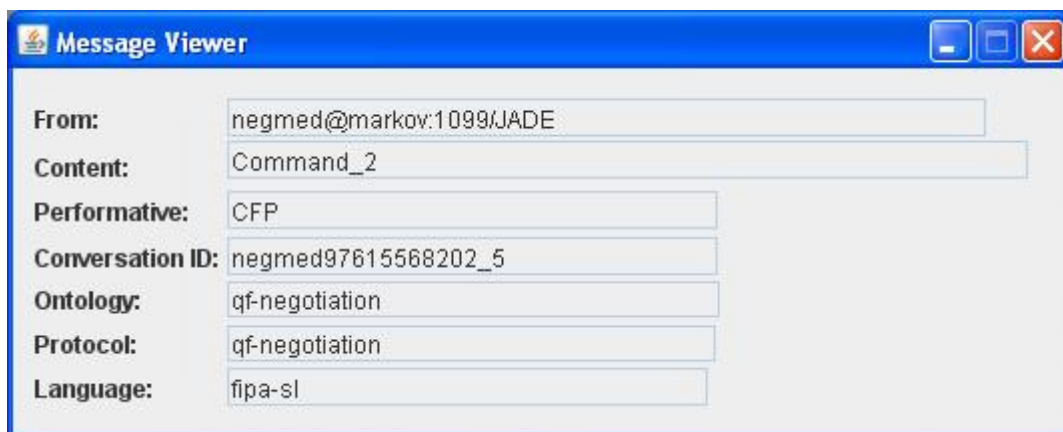 Message Viewer
From: negmed@markov:1099/JADE
Content: Command_2
Performative: CFP
Conversation ID: negmed97615568202_5
Ontology: qf-negotiation
Protocol: qf-negotiation
Language: fipa-sl